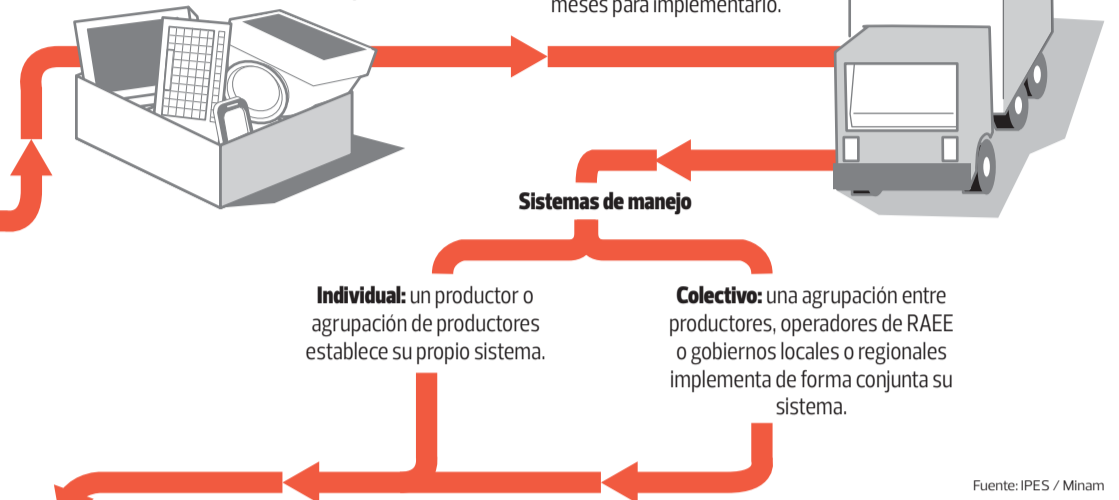 meses para implementarlo.
Sistemas de manejo
Individual: un productor o
agrupación de productores
establece su propio sistema.
Colectivo: una agrupación entre
productores, operadores de RAEE
o gobiernos locales o regionales
implementa de forma conjunta su
sistema.
Fuente: IPES / Minam